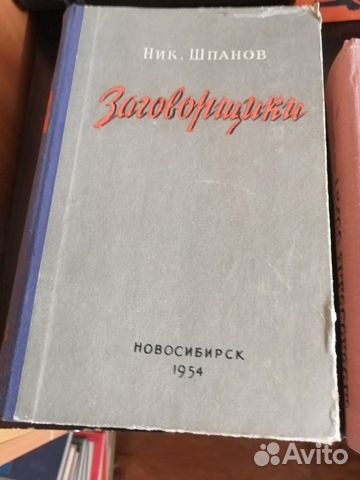 Ник. Шпанов
Заговорщики
НОВОСИБИРСК
1954
Avito